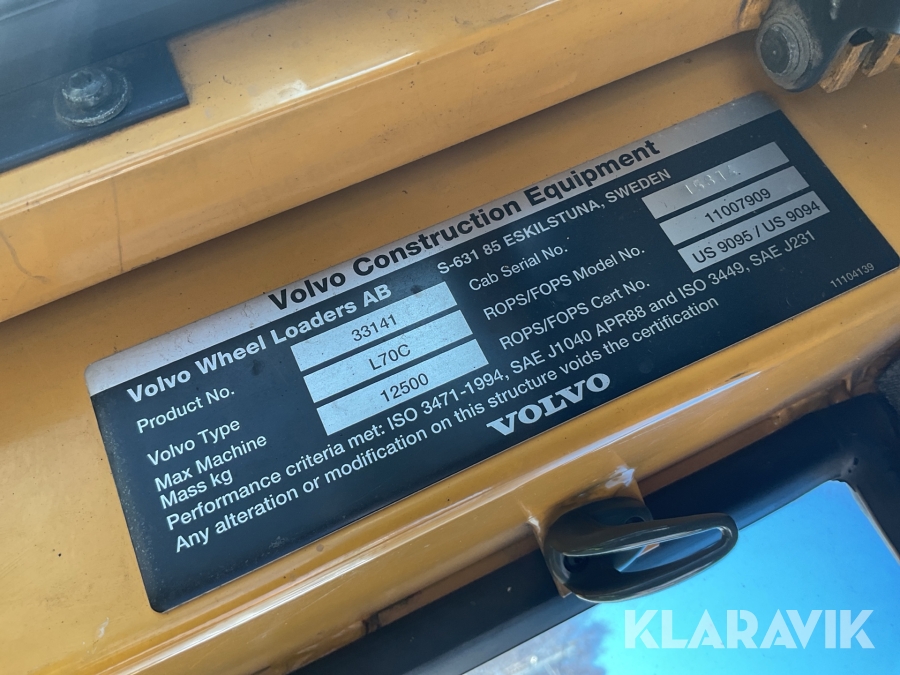 Volvo Construction Equipment
Volvo Wheel Loaders AB
S-631 85 ESKILSTUNA, SWEDEN
Product No. 33141
Volvo Type L70C
Max Machine
Mass kg 12500
Cab Serial No.
ROPS/FOPS Model No. 11007909
ROPS/FOPS Cert No. US 9095 / US 9094
Performance criteria met: ISO 3471-1994, SAE J1040 APR88 and ISO 3449, SAE J231
Any alteration or modification on this structure voids the certification
VOLVO
11104139
KLARAVIK